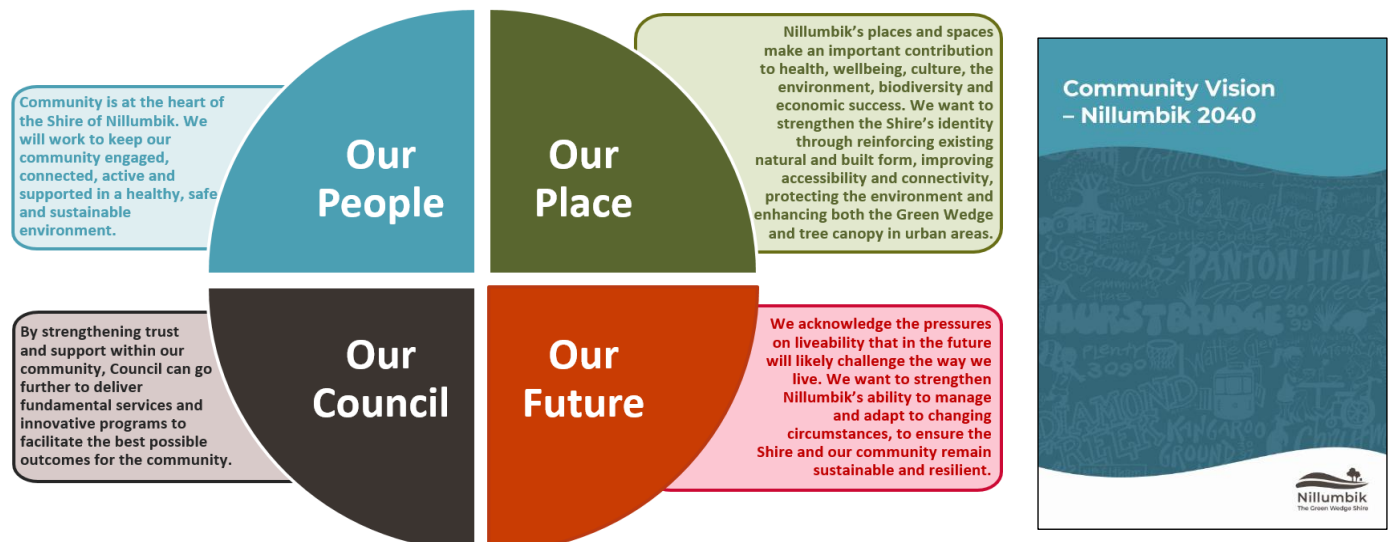 Community is at the heart of
the Shire of Nillumbik. We
will work to keep our
community engaged,
connected, active and
supported in a healthy, safe
and sustainable
environment.
Our
People
Our
Place
Nillumbik’s places and spaces
make an important contribution
to health, wellbeing, culture, the
environment, biodiversity and
economic success. We want to
strengthen the Shire’s identity
through reinforcing existing
natural and built form, improving
accessibility and connectivity,
protecting the environment and
enhancing both the Green Wedge
and tree canopy in urban areas.
By strengthening trust
and support within our
community, Council can go
further to deliver
fundamental services and
innovative programs to
facilitate the best possible
outcomes for the community.
Our
Council
Our
Future
We acknowledge the pressures
on liveability that in the future
will likely challenge the way we
live. We want to strengthen
Nillumbik’s ability to manage
and adapt to changing
circumstances, to ensure the
Shire and our community remain
sustainable and resilient.
Community Vision
– Nillumbik 2040
PANTON HILL
HURSTBRIDGE
KANGAROO
GROUND
Nillumbik
The Green Wedge Shire